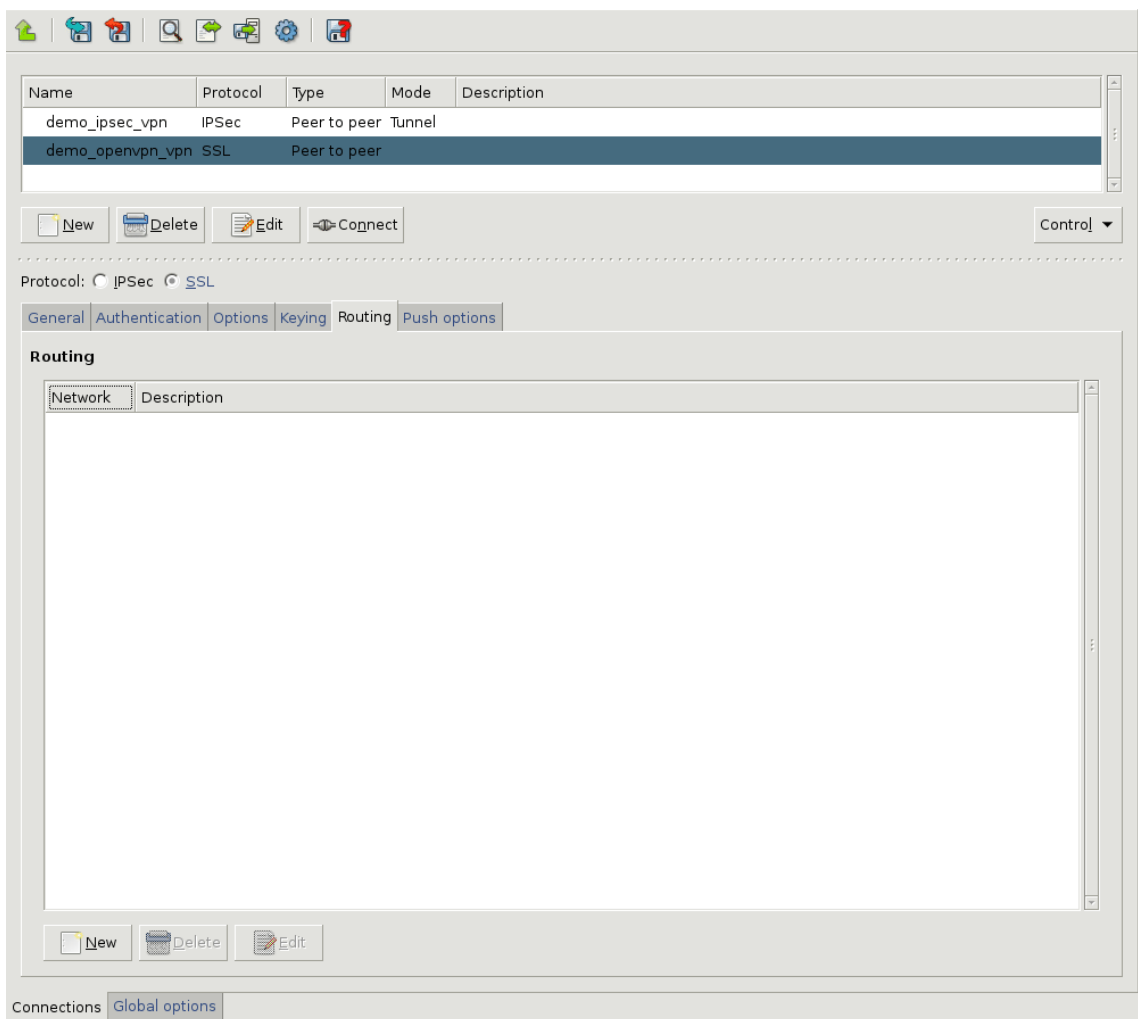 Name Protocol Type Mode Description
demo_ipsec_vpn IPSec Peer to peer Tunnel
demo_openvpn_vpn SSL Peer to peer
New Delete Edit Connect Control
Protocol: IPSec SSL
General Authentication Options Keying Routing Push options
Routing
Network Description
New Delete Edit
Connections Global options